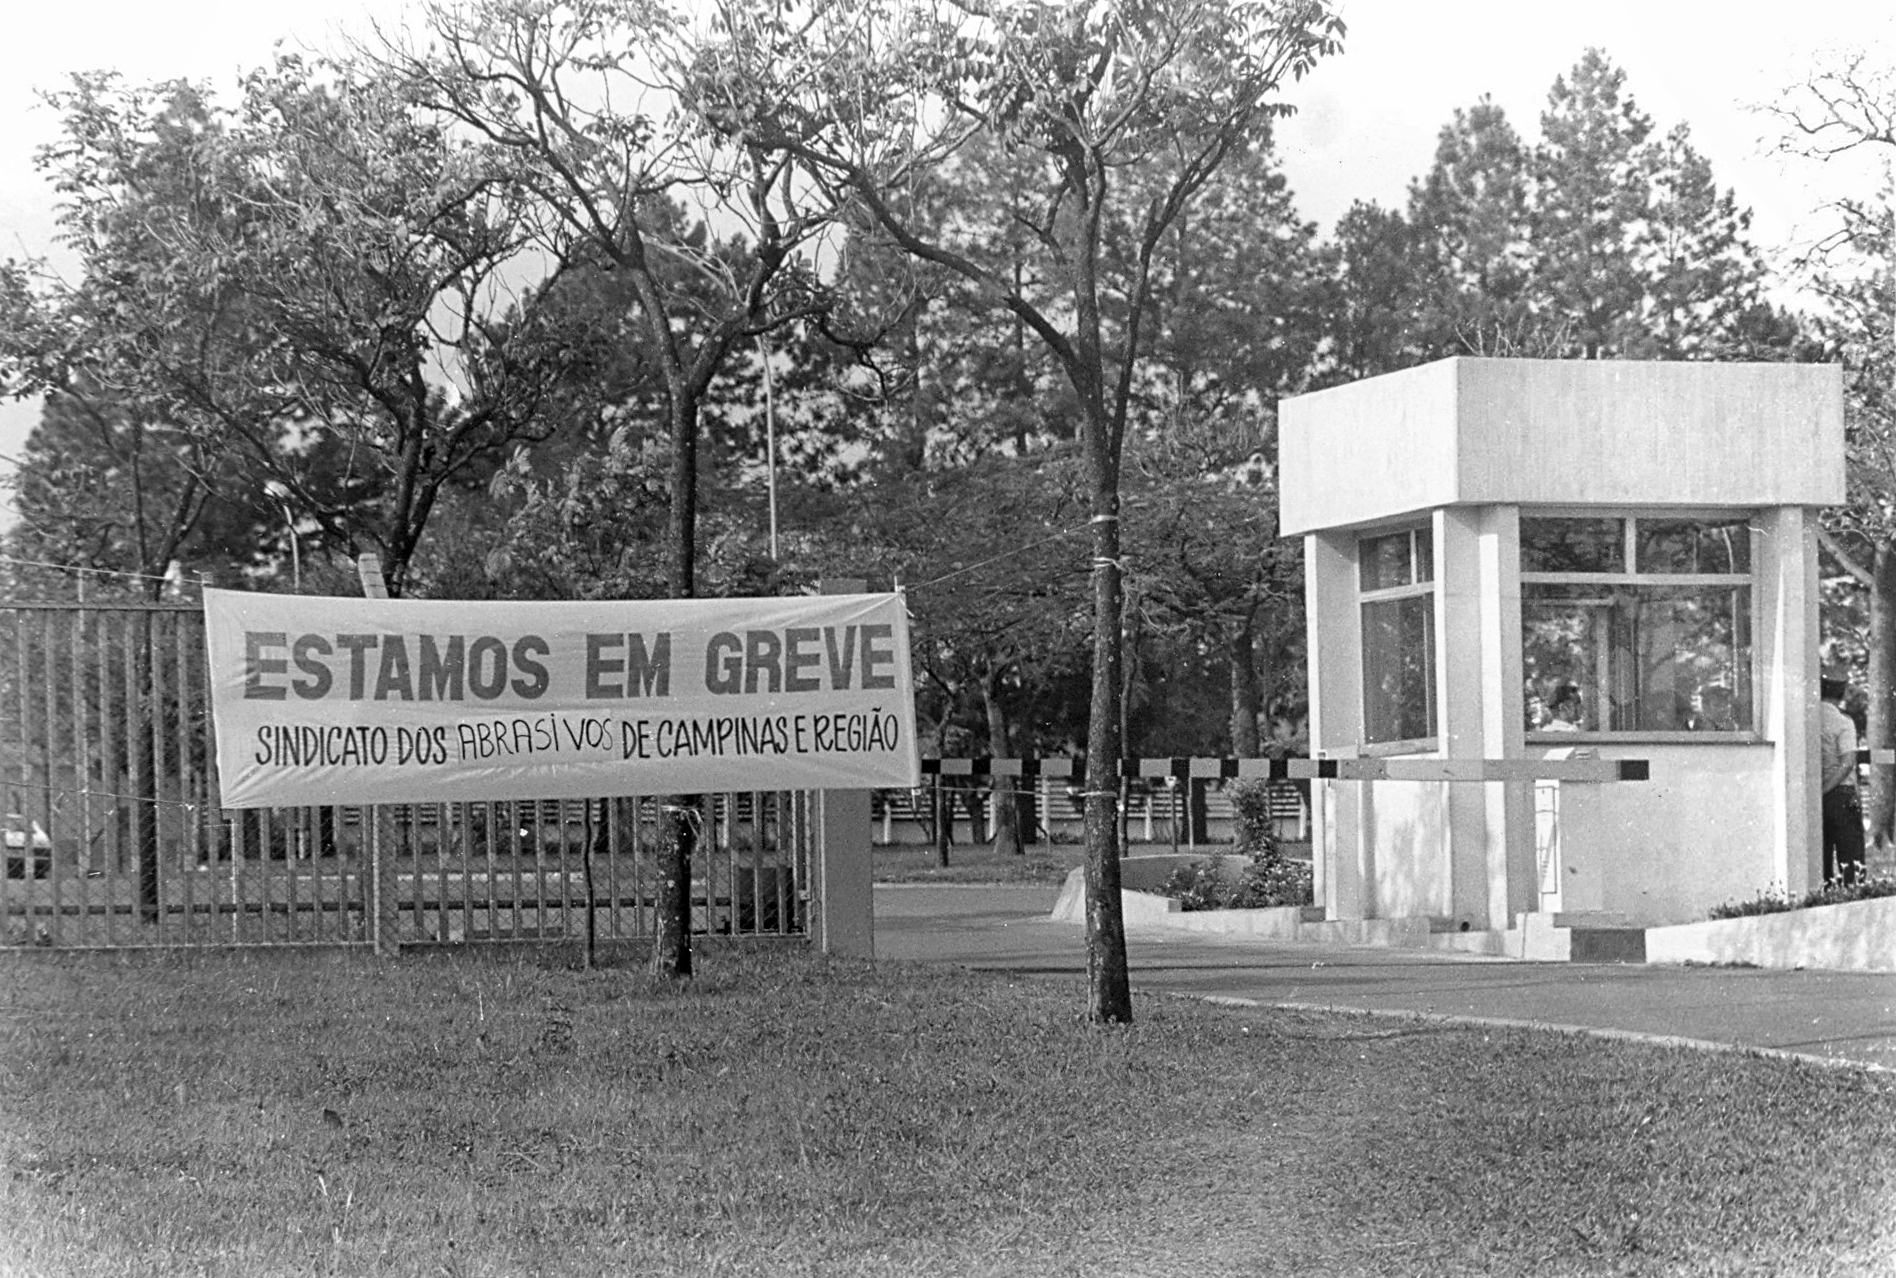 ESTAMOS EM GREVE
SINDICATO DOS ABRASIVOS DE CAMPINAS E REGIÃO